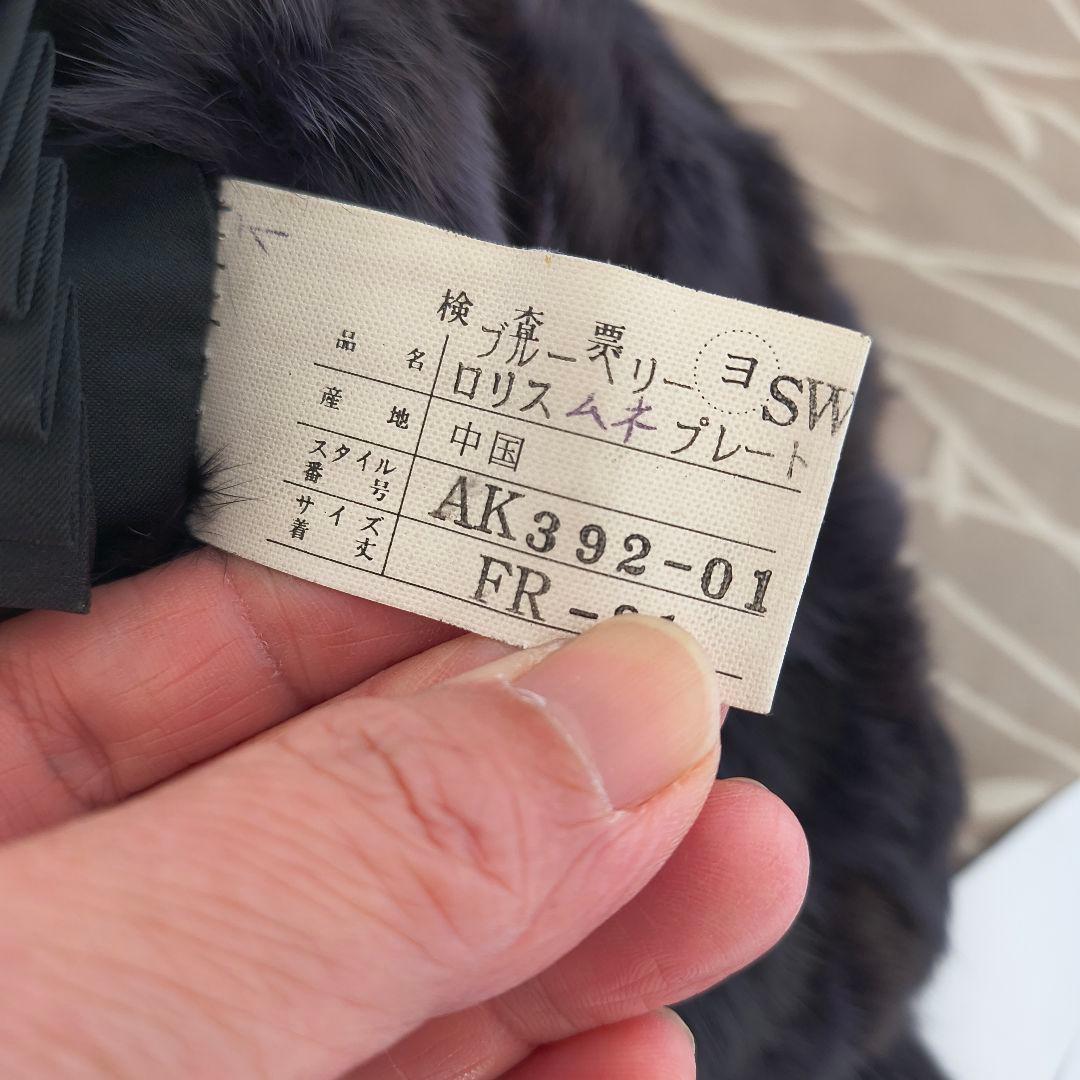 検査票 ヨ
SW
品名 ブルーベリー
ロリス ムネ プレート
産地 中国
スタイル番号 AK392-01
サイズ着丈 FR -